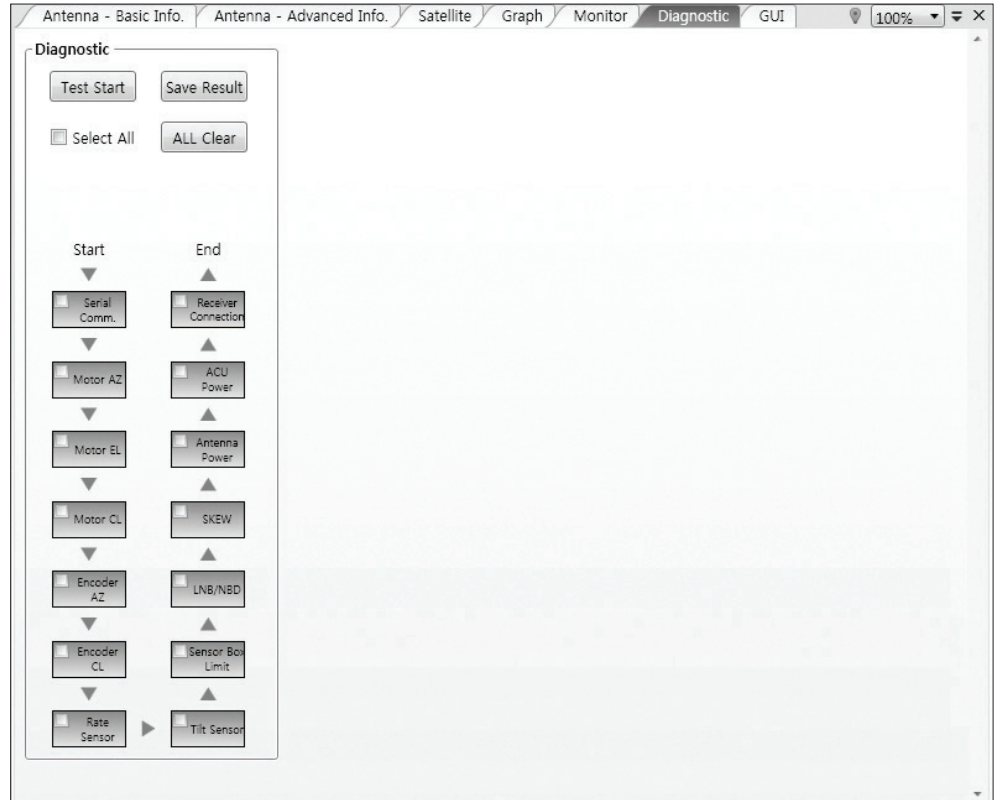 Antenna - Basic Info.
Antenna - Advanced Info.
Satellite
Graph
Monitor
Diagnostic
GUI
100%
Diagnostic
Test Start
Save Result
Select All
ALL Clear
Start
End
Serial
Comm.
Receiver
Connection
Motor AZ
ACU
Power
Motor EL
Antenna
Power
Motor CL
SKEW
Encoder
AZ
LNB/NBD
Encoder
CL
Sensor Box
Limit
Rate
Sensor
Tilt Sensor